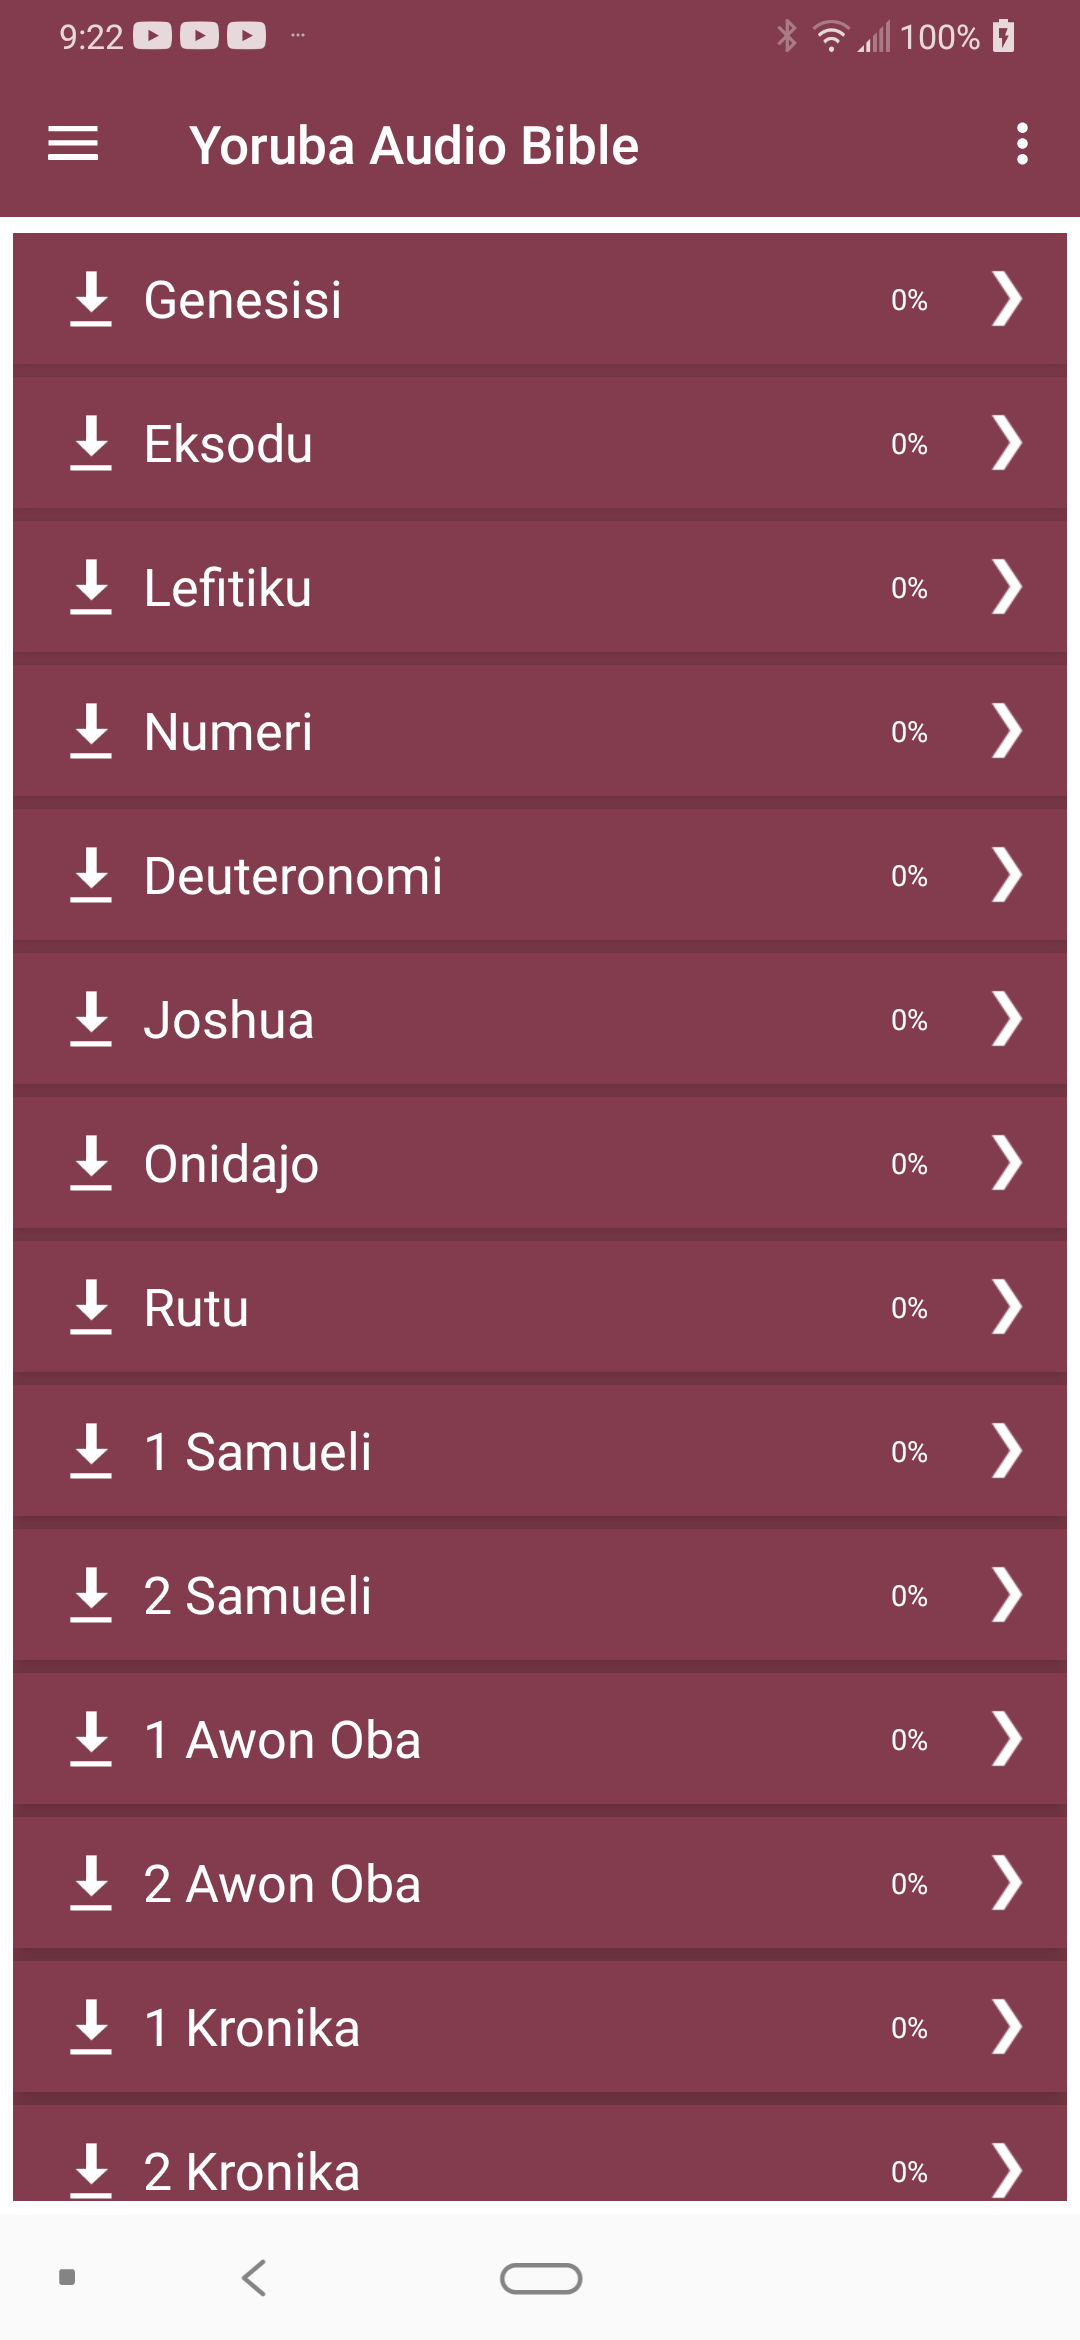 9:22 100%
Yoruba Audio Bible
Genesisi 0%
Eksodu 0%
Lefitiku 0%
Numeri 0%
Deuteronomi 0%
Joshua 0%
Onidajo 0%
Rutu 0%
1 Samueli 0%
2 Samueli 0%
1 Awon Oba 0%
2 Awon Oba 0%
1 Kronika 0%
2 Kronika 0%